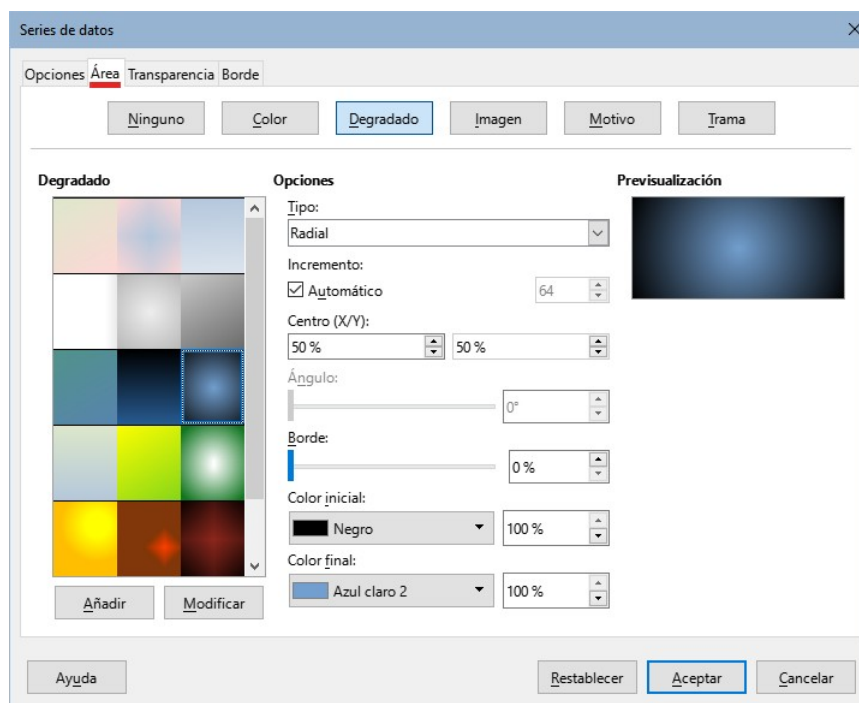 Series de datos
Opciones Área Transparencia Borde
Ninguno Color Degradado Imagen Motivo Trama
Degradado
Opciones
Previsualización
Tipo:
Radial
Incremento:
Automático 64
Centro (X/Y):
50 % 50 %
Ángulo:
0°
Borde:
0 %
Color inicial:
Negro 100 %
Color final:
Azul claro 2 100 %
Añadir Modificar
Ayuda Restablecer Aceptar Cancelar